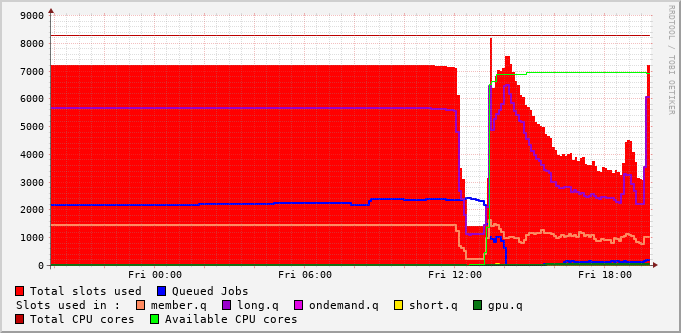 RRDTOOL / TOBI OETIKER
9000
8000
7000
6000
5000
4000
3000
2000
1000
0
Fri 00:00 Fri 06:00 Fri 12:00 Fri 18:00
Total slots used Queued Jobs
Slots used in : member.q long.q ondemand.q short.q gpu.q
Total CPU cores Available CPU cores